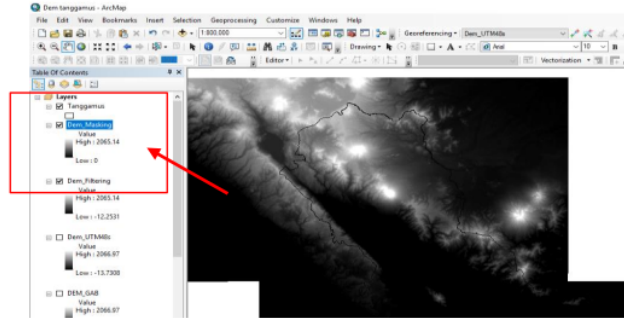 Dem tanggamus - ArcMap
File Edit View Bookmarks Insert Selection Geoprocessing Customize Windows Help
1:800,000 Georeferencing Dem_UTM48s
Drawing A Arial 10 B
Editor Vectorization
Table Of Contents
Layers
Tanggamus
Dem_Masking
Value
High : 2065.14
Low : 0
Dem_Filtering
Value
High : 2065.14
Low : -12.2531
Dem_UTM48s
Value
High : 2066.97
Low : -13.7308
DEM_GAB
Value
High : 2066.97